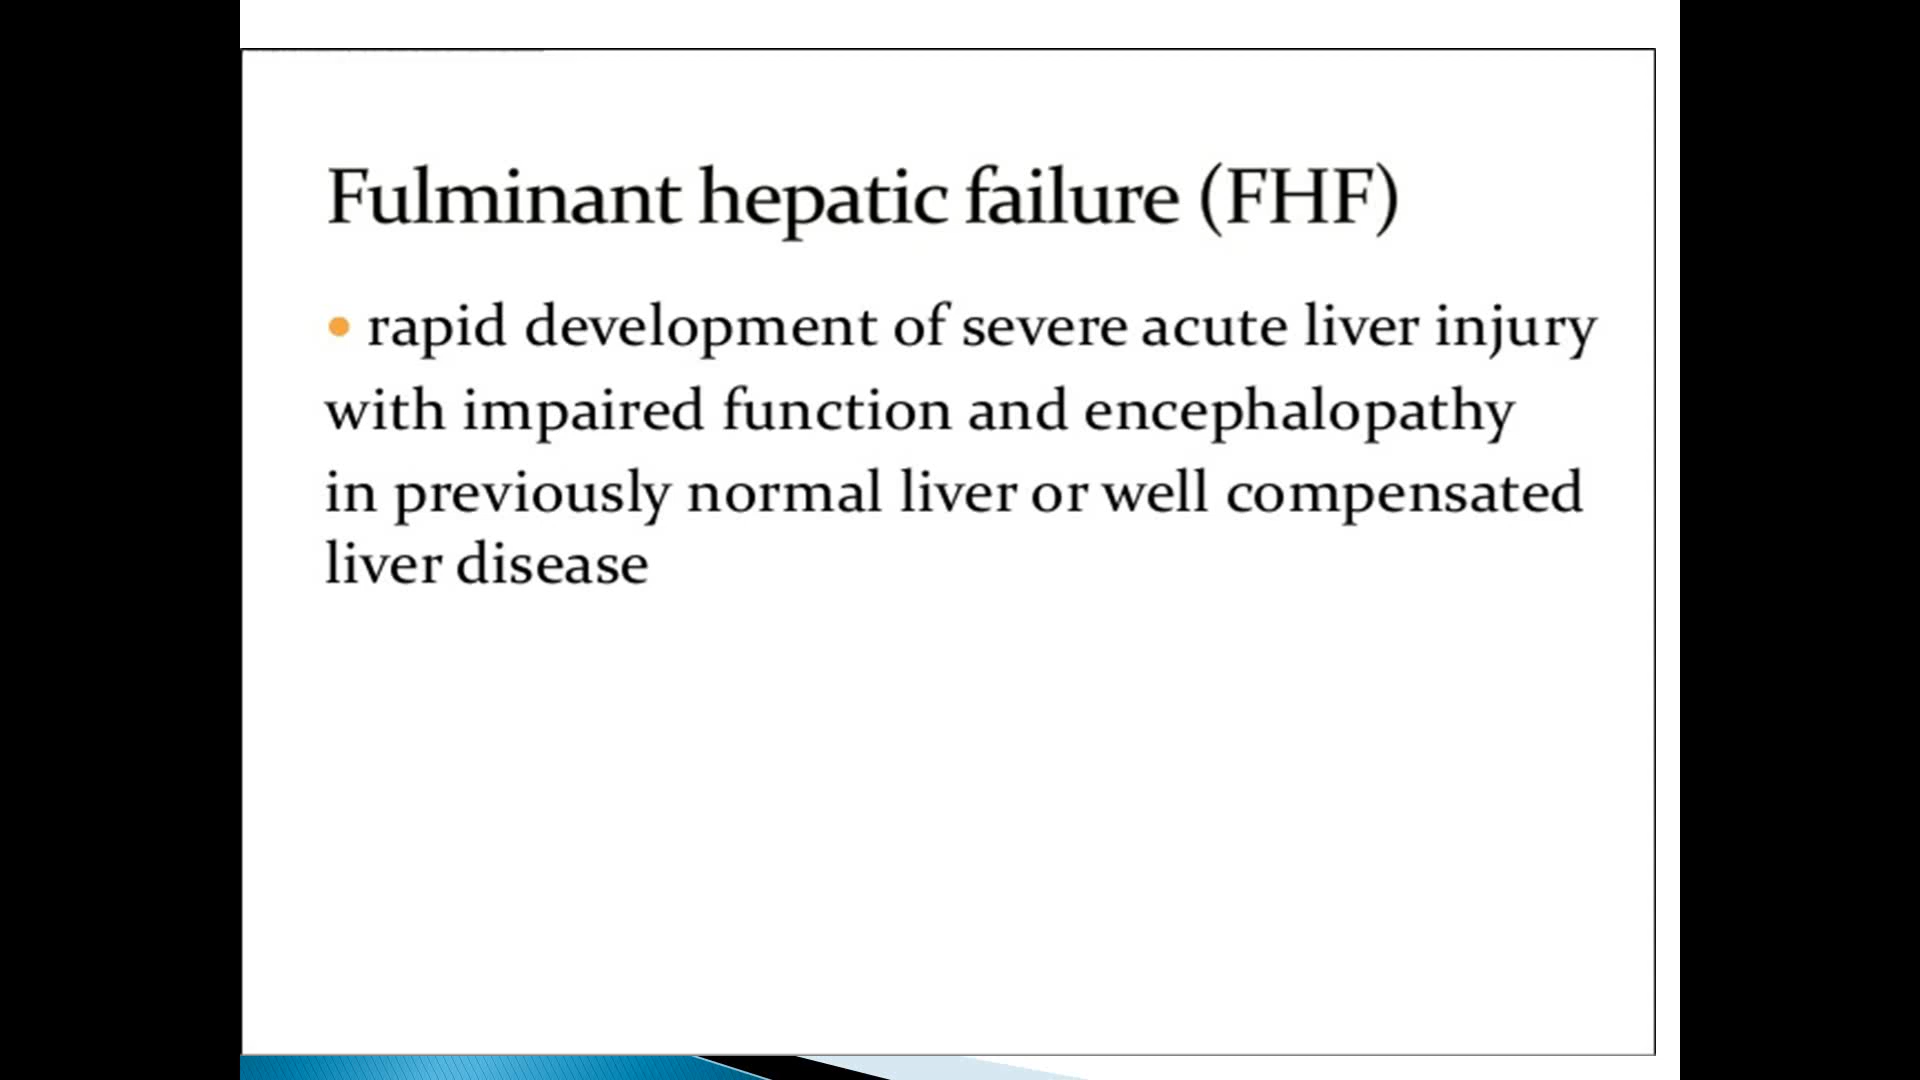 Fulminant hepatic failure (FHF)
• rapid development of severe acute liver injury
with impaired function and encephalopathy
in previously normal liver or well compensated
liver disease